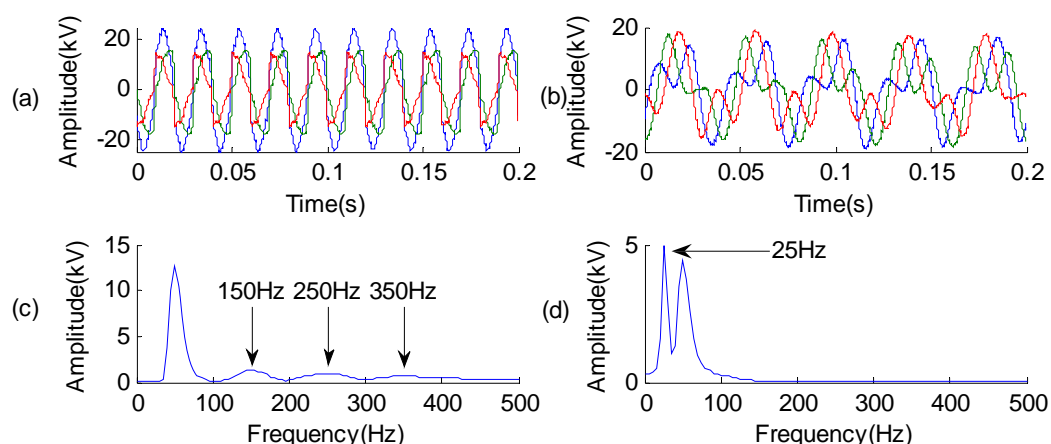 (a)
Amplitude(kV)
20
0
-20
0 0.05 0.1 0.15 0.2
Time(s)
(b)
Amplitude(kV)
20
0
-20
0 0.05 0.1 0.15 0.2
Time(s)
(c)
Amplitude(kV)
15
10
5
0
150Hz 250Hz 350Hz
0 100 200 300 400 500
Frequency(Hz)
(d)
Amplitude(kV)
5
0
25Hz
0 100 200 300 400 500
Frequency(Hz)